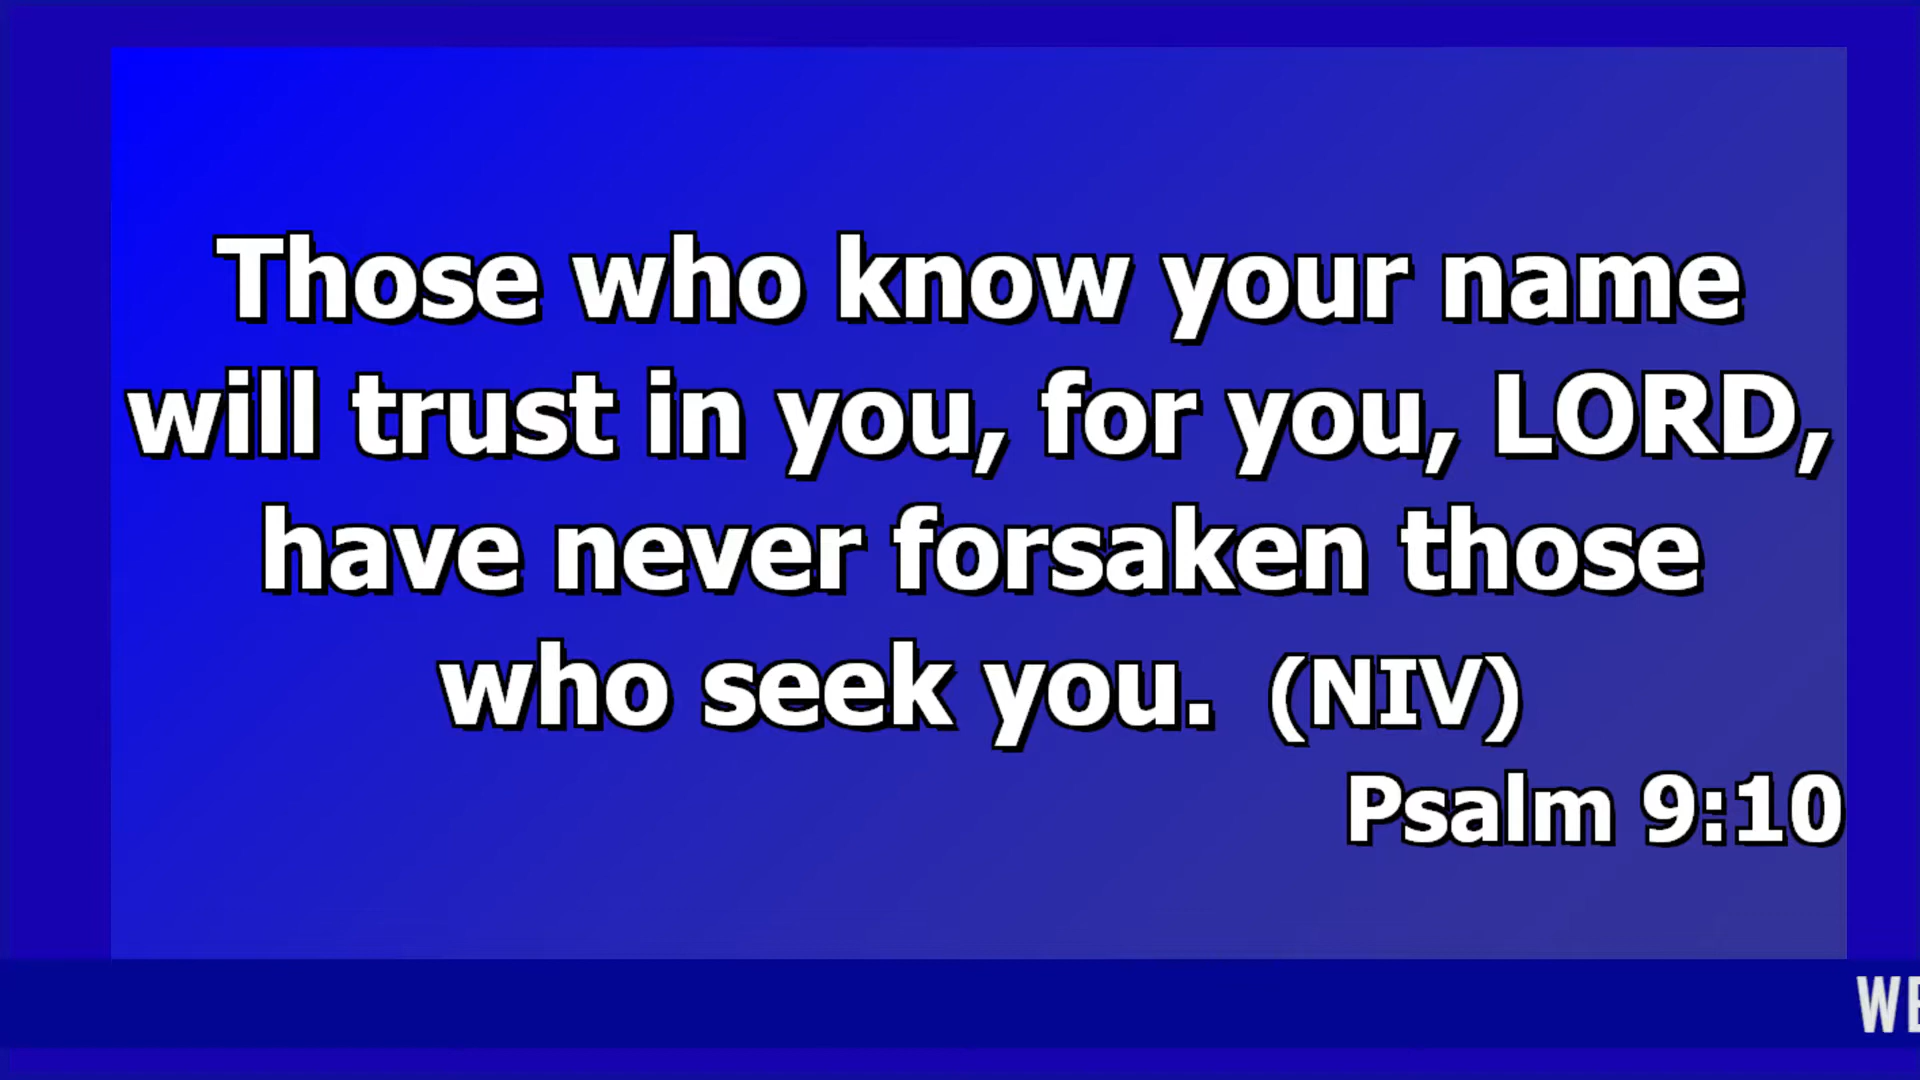 Those who know your name
will trust in you, for you, LORD,
have never forsaken those
who seek you. (NIV)
Psalm 9:10